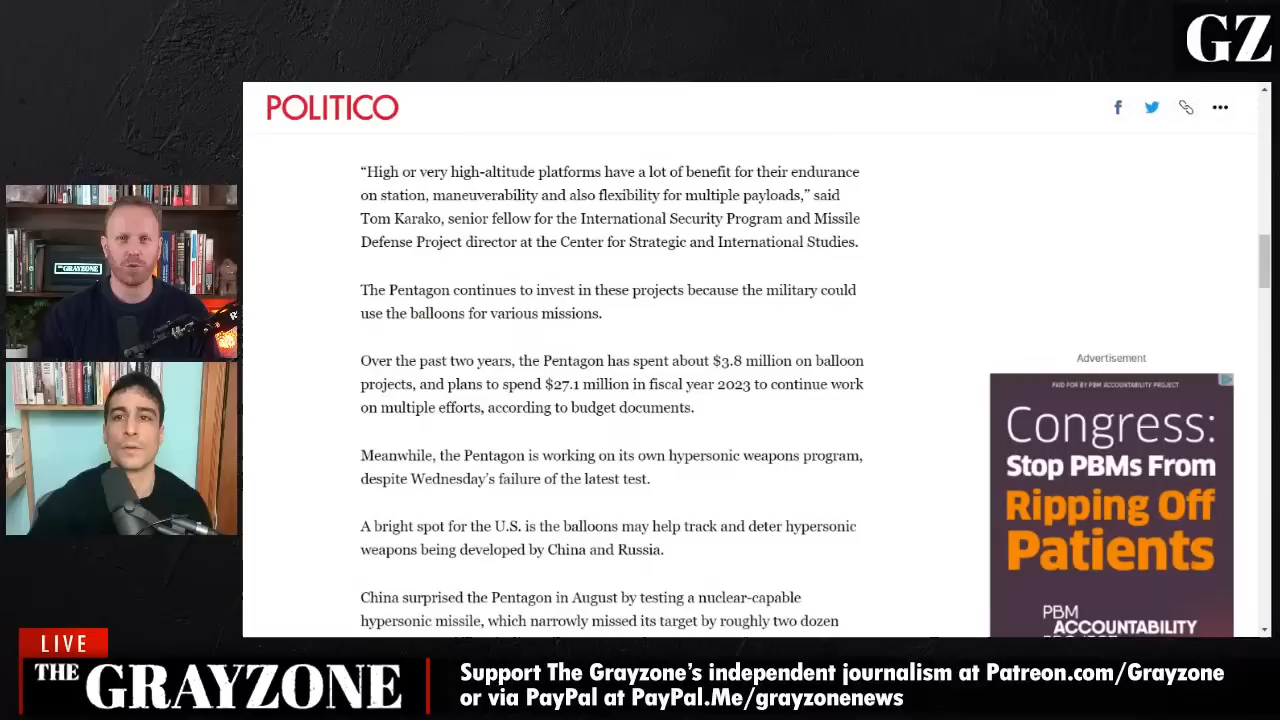 GZ
POLITICO
“High or very high-altitude platforms have a lot of benefit for their endurance
on station, maneuverability and also flexibility for multiple payloads,” said
Tom Karako, senior fellow for the International Security Program and Missile
Defense Project director at the Center for Strategic and International Studies.
The Pentagon continues to invest in these projects because the military could
use the balloons for various missions.
Over the past two years, the Pentagon has spent about $3.8 million on balloon
projects, and plans to spend $27.1 million in fiscal year 2023 to continue work
on multiple efforts, according to budget documents.
Meanwhile, the Pentagon is working on its own hypersonic weapons program,
despite Wednesday’s failure of the latest test.
A bright spot for the U.S. is the balloons may help track and deter hypersonic
weapons being developed by China and Russia.
China surprised the Pentagon in August by testing a nuclear-capable
hypersonic missile, which narrowly missed its target by roughly two dozen
Advertisement
PAID FOR BY PBM ACCOUNTABILITY PROJECT
Congress:
Stop PBMs From
Ripping Off
Patients
PBM
ACCOUNTABILITY
THE GRAYZONE
LIVE
THE GRAYZONE
Support The Grayzone’s independent journalism at Patreon.com/Grayzone
or via PayPal at PayPal.Me/grayzonenews